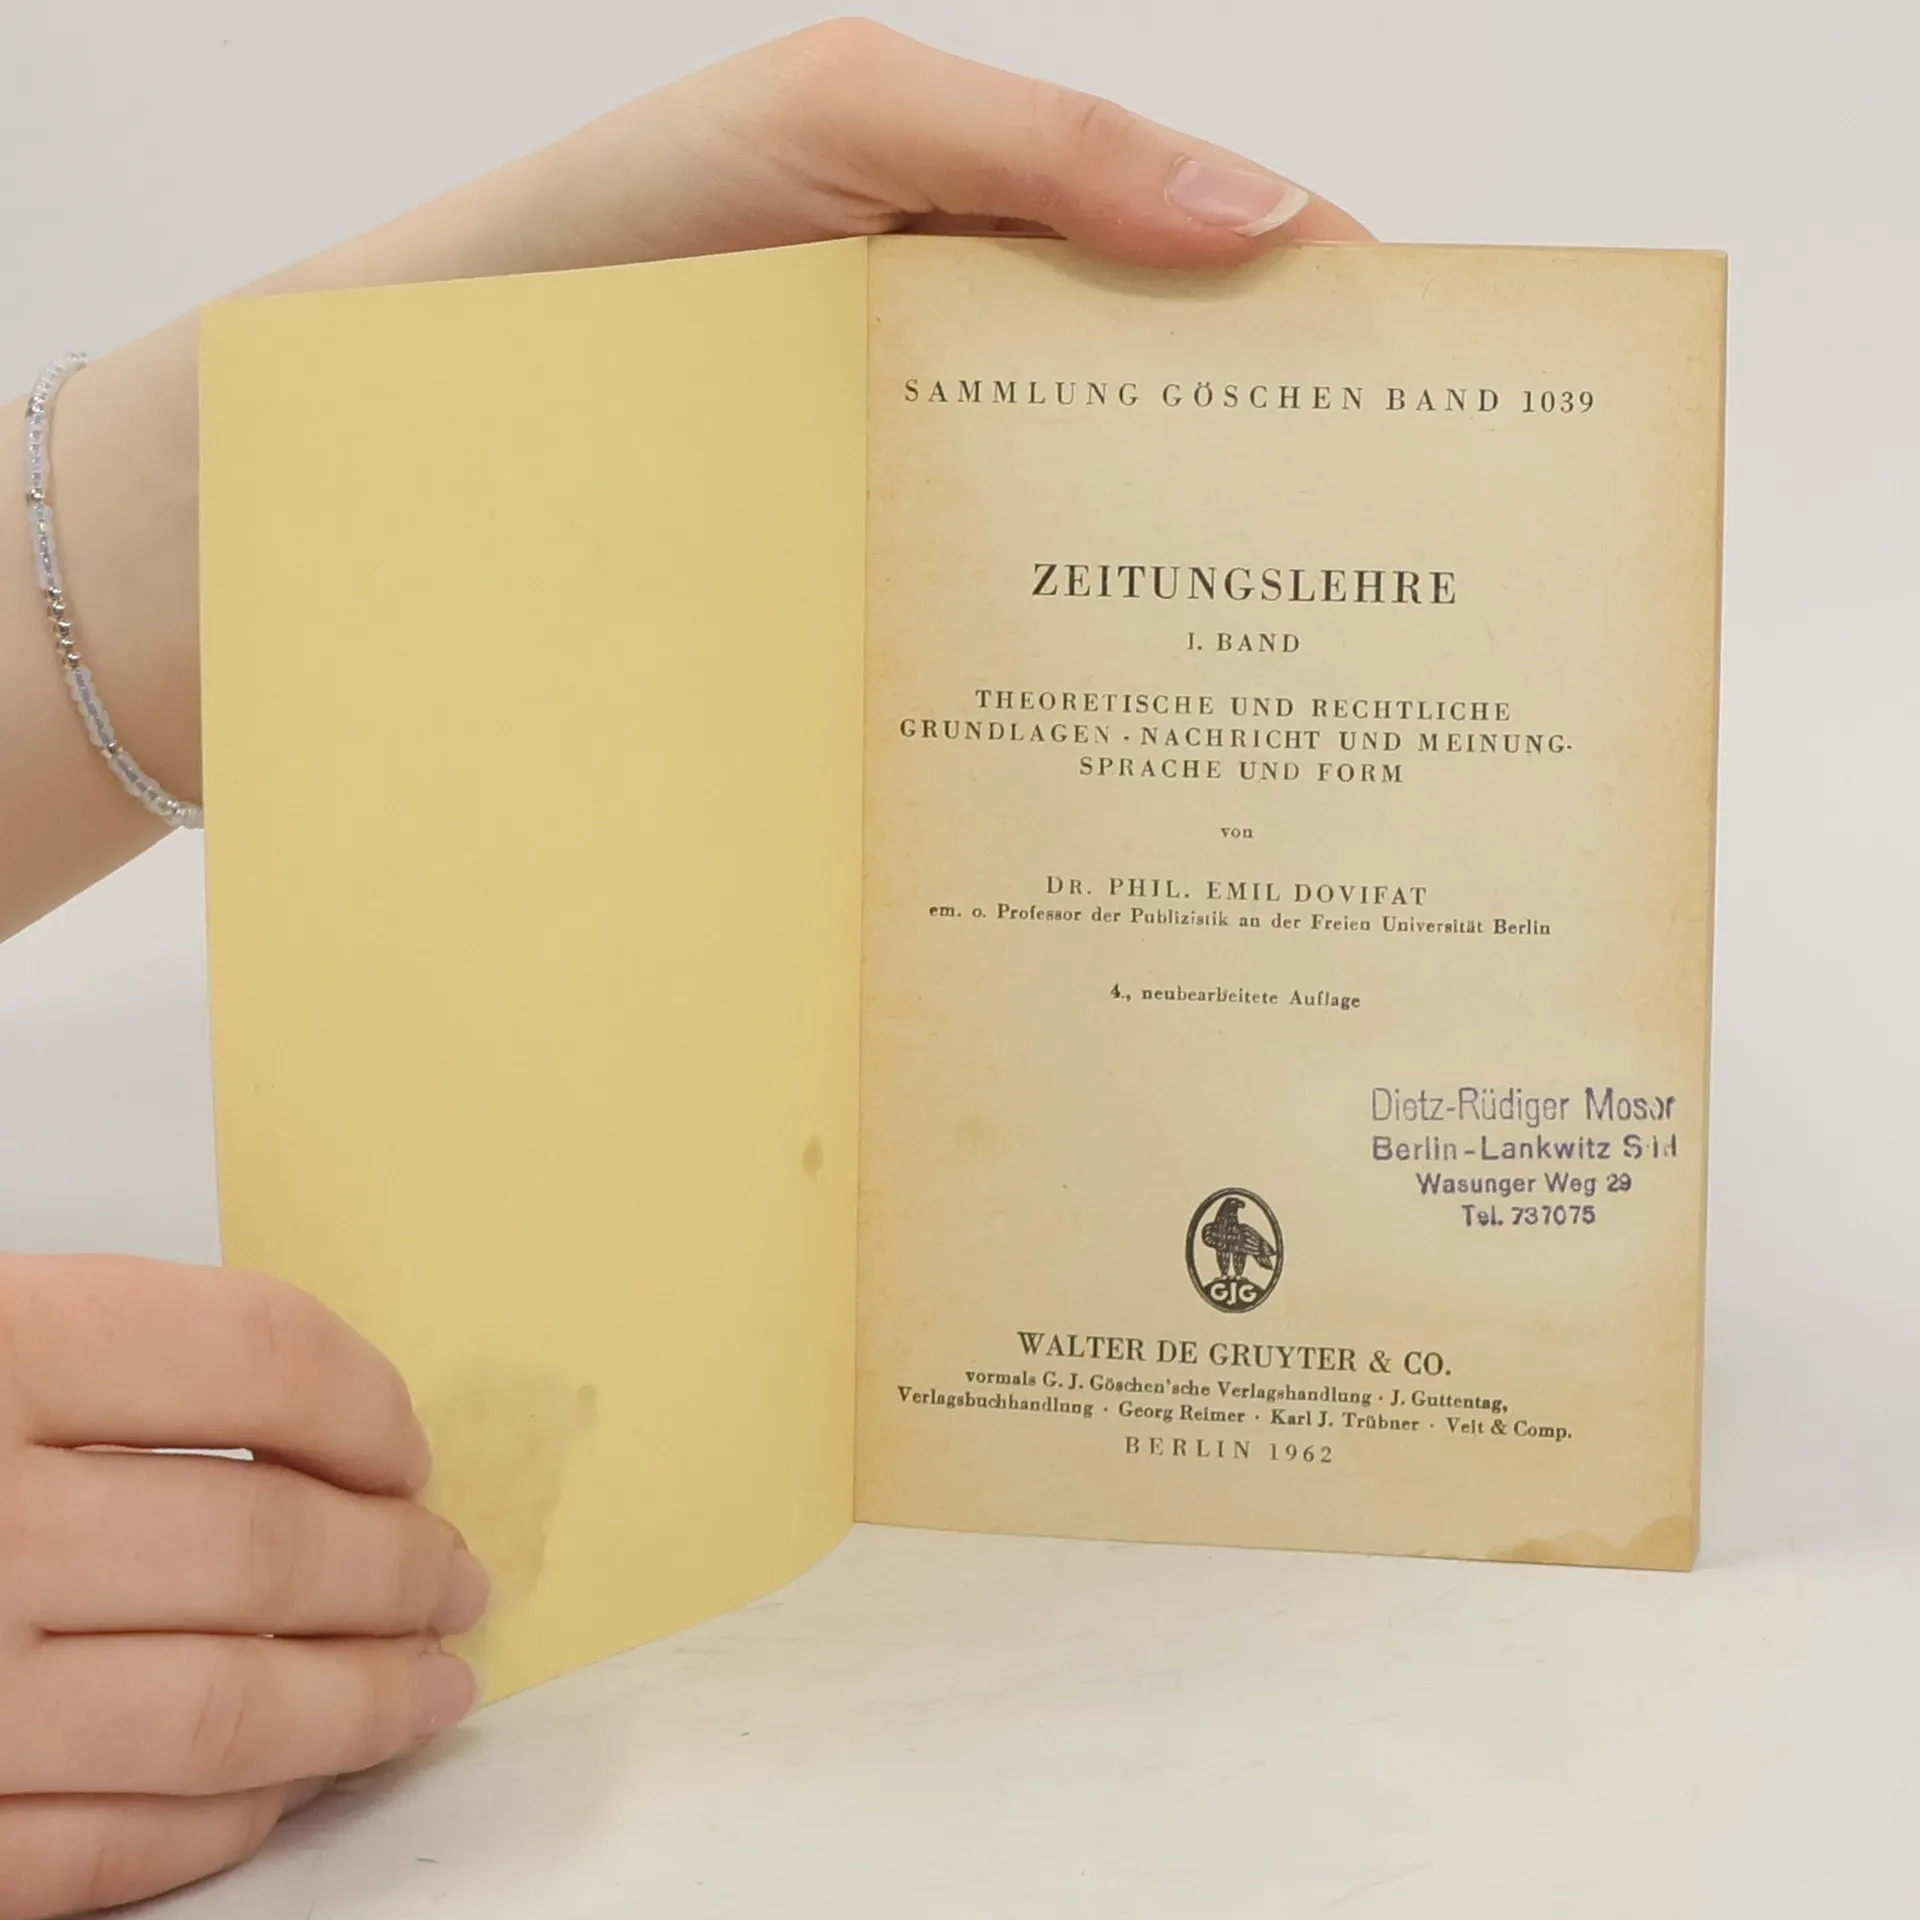 SAMMLUNG GÖSCHEN BAND 1039
ZEITUNGSLEHRE
I. BAND
THEORETISCHE UND RECHTLICHE
GRUNDLAGEN · NACHRICHT UND MEINUNG·
SPRACHE UND FORM
von
DR. PHIL. EMIL DOVIFAT
em. o. Professor der Publizistik an der Freien Universität Berlin
4., neubearbeitete Auflage
Dietz-Rüdiger Moser
Berlin-Lankwitz
Wasunger Weg 29
Tel. 737075
GJG
WALTER DE GRUYTER & CO.
vormals G. J. Göschen'sche Verlagshandlung · J. Guttentag,
Verlagsbuchhandlung · Georg Reimer · Karl J. Trübner · Veit & Comp.
BERLIN 1962